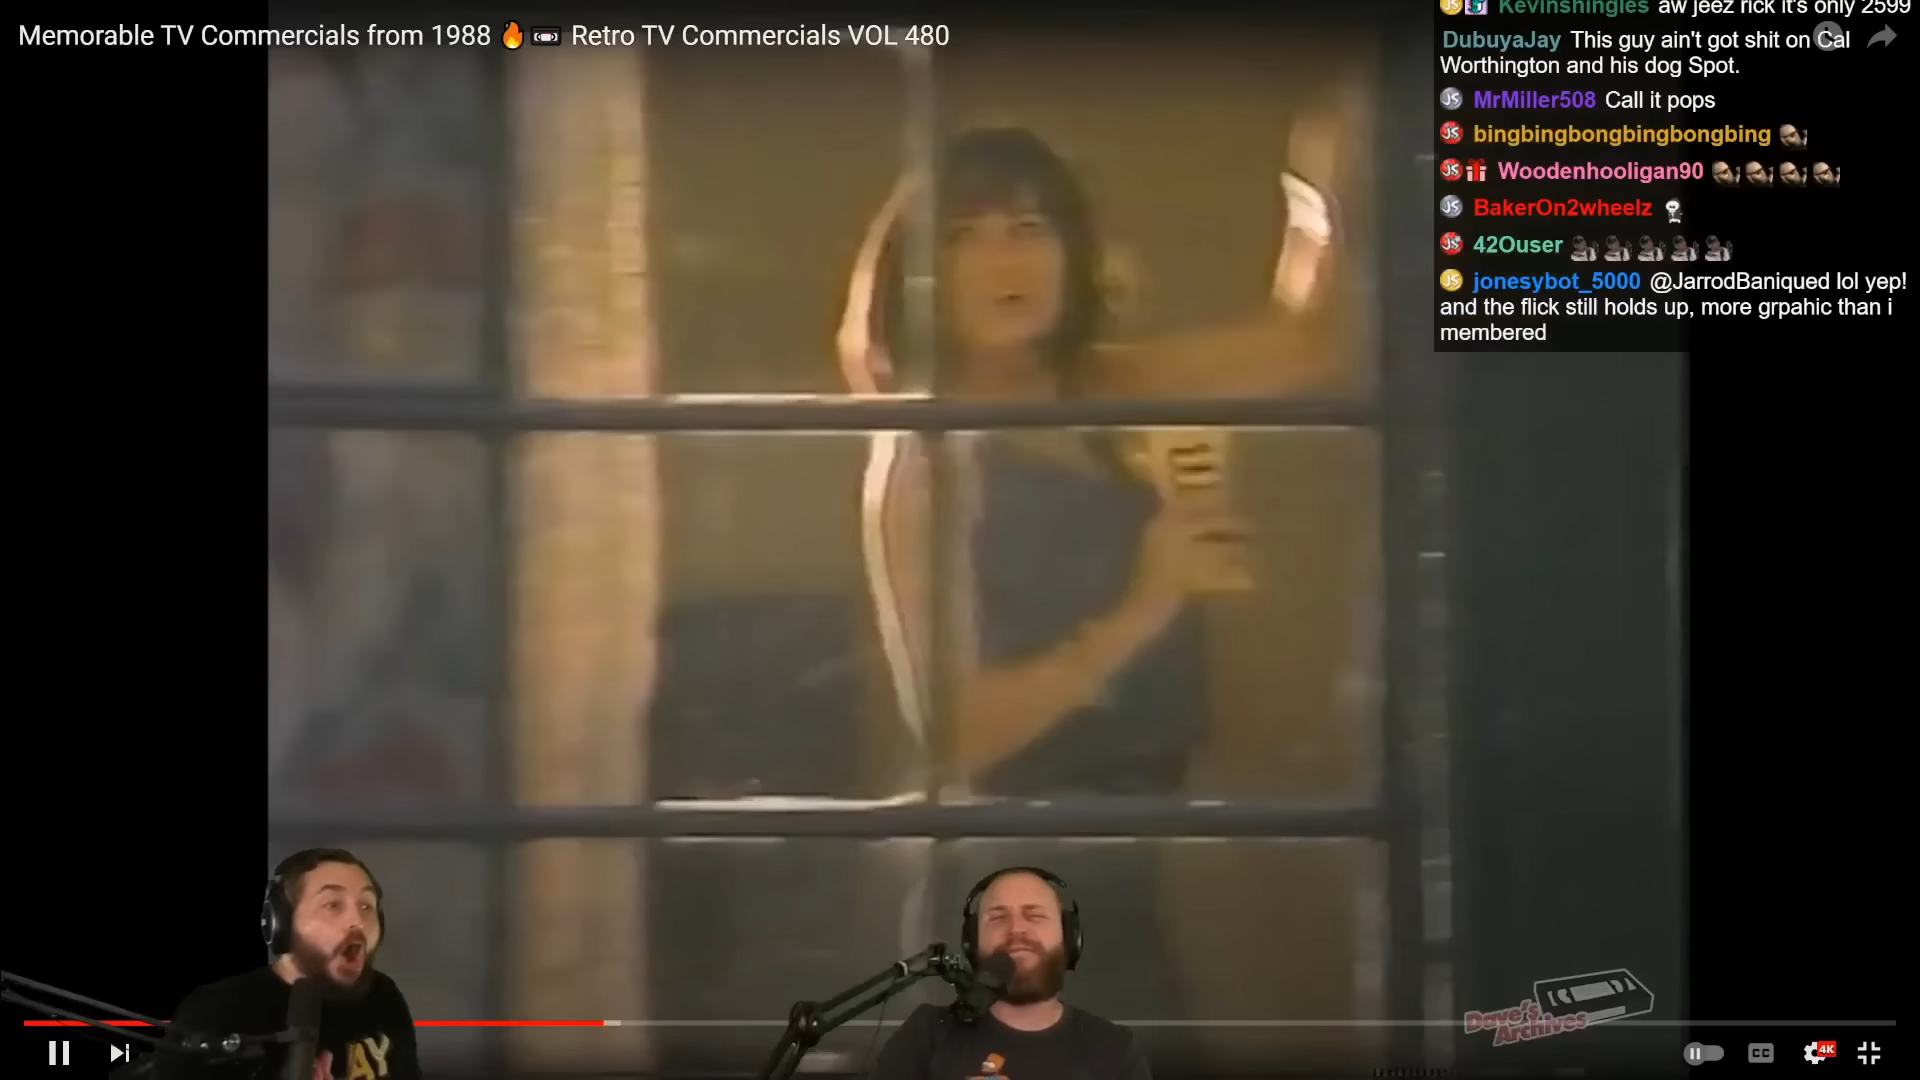 Memorable TV Commercials from 1988 🔥📼 Retro TV Commercials VOL 480
Kevinshingles aw jeez rick it's only 2599
DubuyaJay This guy ain't got shit on Cal
Worthington and his dog Spot.
MrMiller508 Call it pops
bingbingbongbingbongbing
Woodenhooligan90
BakerOn2wheelz
42Ouser
jonesybot_5000 @JarrodBaniqued lol yep!
and the flick still holds up, more grpahic than i
membered
Dave's
Archives
CC
4K